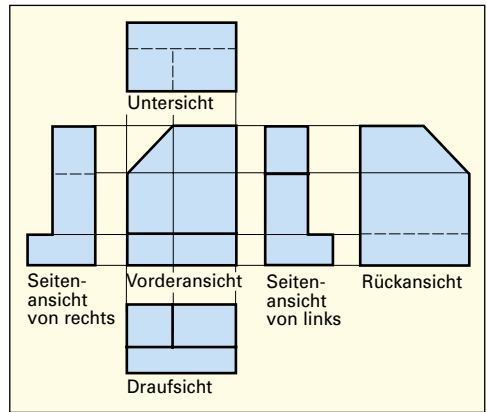 Untersicht
Seiten-
ansicht
von rechts
Vorderansicht
Seiten-
ansicht
von links
Rückansicht
Draufsicht